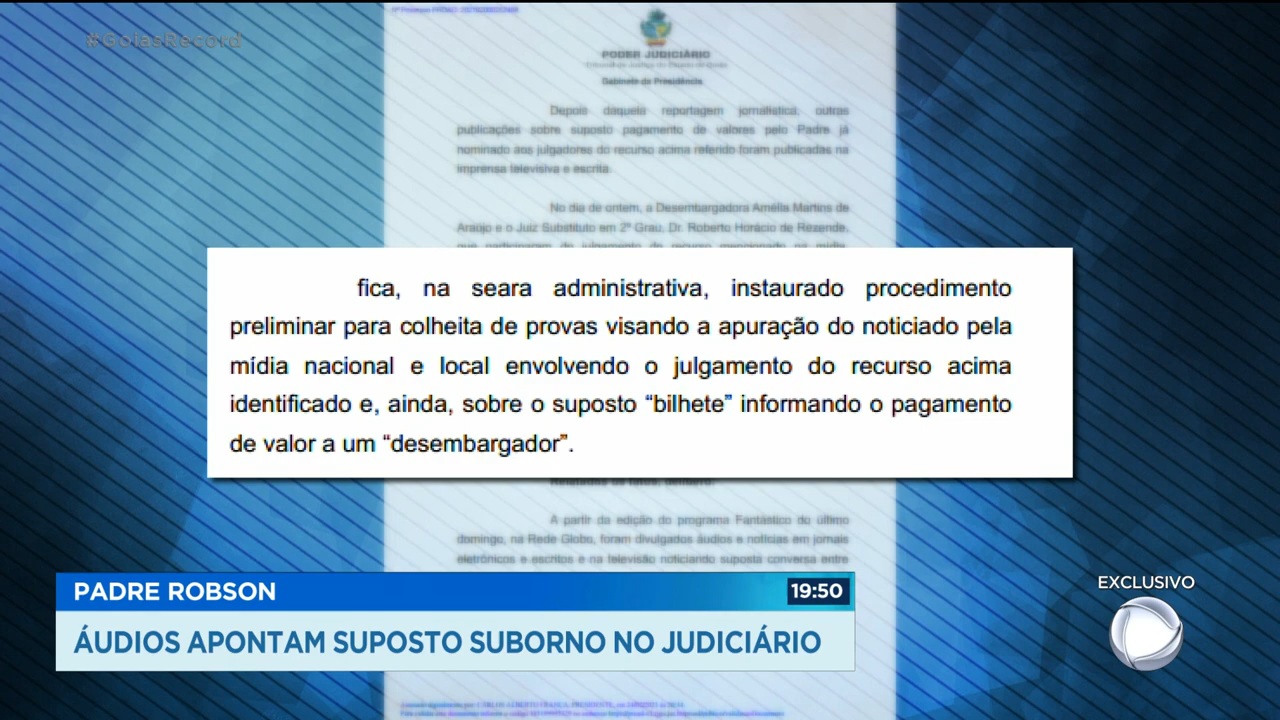 #GoiasRecord
PODER JUDICIÁRIO
Gabinete da Presidência
Depois daquela reportagem jornalística, outras
publicações sobre suposto pagamento de valores pelo Padre já
nominado aos julgadores do recurso acima referido foram publicadas na
imprensa televisiva e escrita.
No dia de ontem, a Desembargadora Amélia Martins de
Araújo e o Juiz Substituto em 2º Grau, Dr. Roberto Horácio de Rezende,
fica, na seara administrativa, instaurado procedimento
preliminar para colheita de provas visando a apuração do noticiado pela
mídia nacional e local envolvendo o julgamento do recurso acima
identificado e, ainda, sobre o suposto “bilhete” informando o pagamento
de valor a um “desembargador”.
Relatados os fatos, delibero.
A partir da edição do programa Fantástico do último
domingo, na Rede Globo, foram divulgados áudios e notícias em jornais
eletrônicos e escritos e na televisão noticiando suposta conversa entre
PADRE ROBSON
19:50
ÁUDIOS APONTAM SUPOSTO SUBORNO NO JUDICIÁRIO
EXCLUSIVO